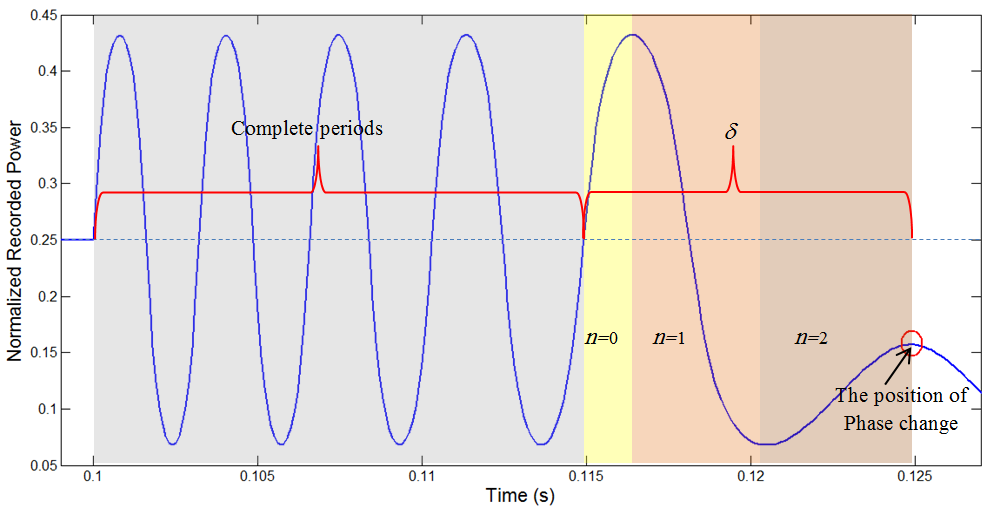 0.45
0.4
0.35
0.3
0.25
0.2
0.15
0.1
0.05
Normalized Recorded Power
Complete periods
δ
n=0
n=1
n=2
The position of
Phase change
0.1
0.105
0.111
0.115
0.12
0.125
Time (s)